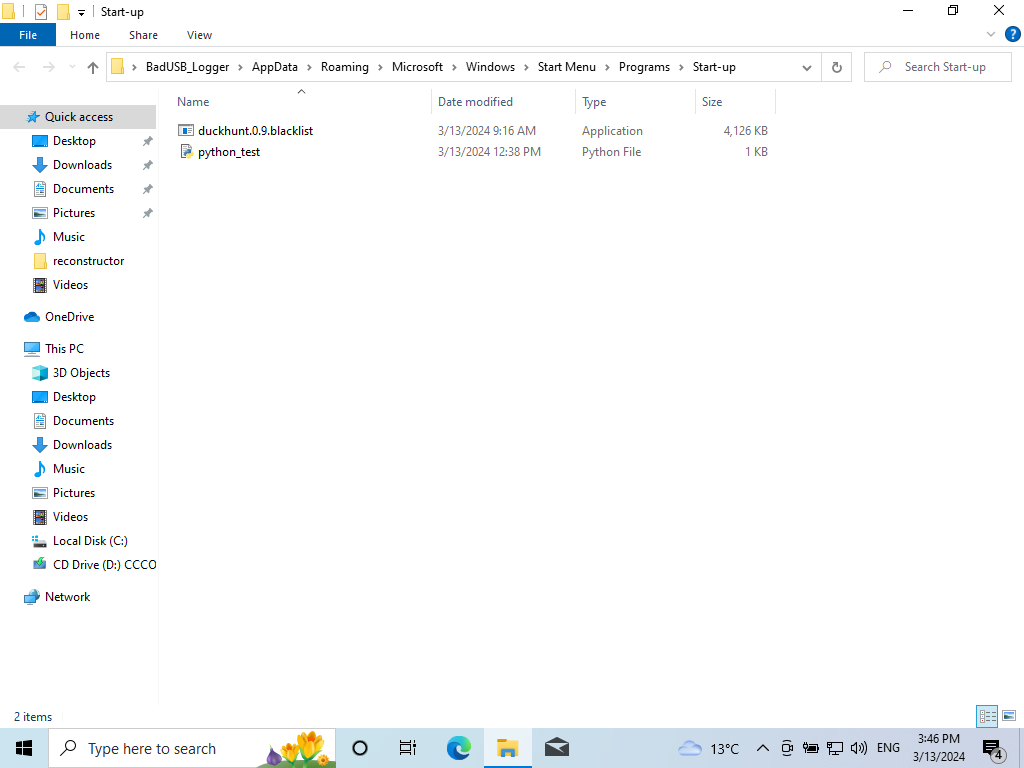 Start-up
File Home Share View
BadUSB_Logger AppData Roaming Microsoft Windows Start Menu Programs Start-up Search Start-up
Name Date modified Type Size
duckhunt.0.9.blacklist 3/13/2024 9:16 AM Application 4,126 KB
python_test 3/13/2024 12:38 PM Python File 1 KB
Quick access
Desktop
Downloads
Documents
Pictures
Music
reconstructor
Videos
OneDrive
This PC
3D Objects
Desktop
Documents
Downloads
Music
Pictures
Videos
Local Disk (C:)
CD Drive (D:) CCCO
Network
2 items
Type here to search 13°C ENG 3:46 PM
3/13/2024 4